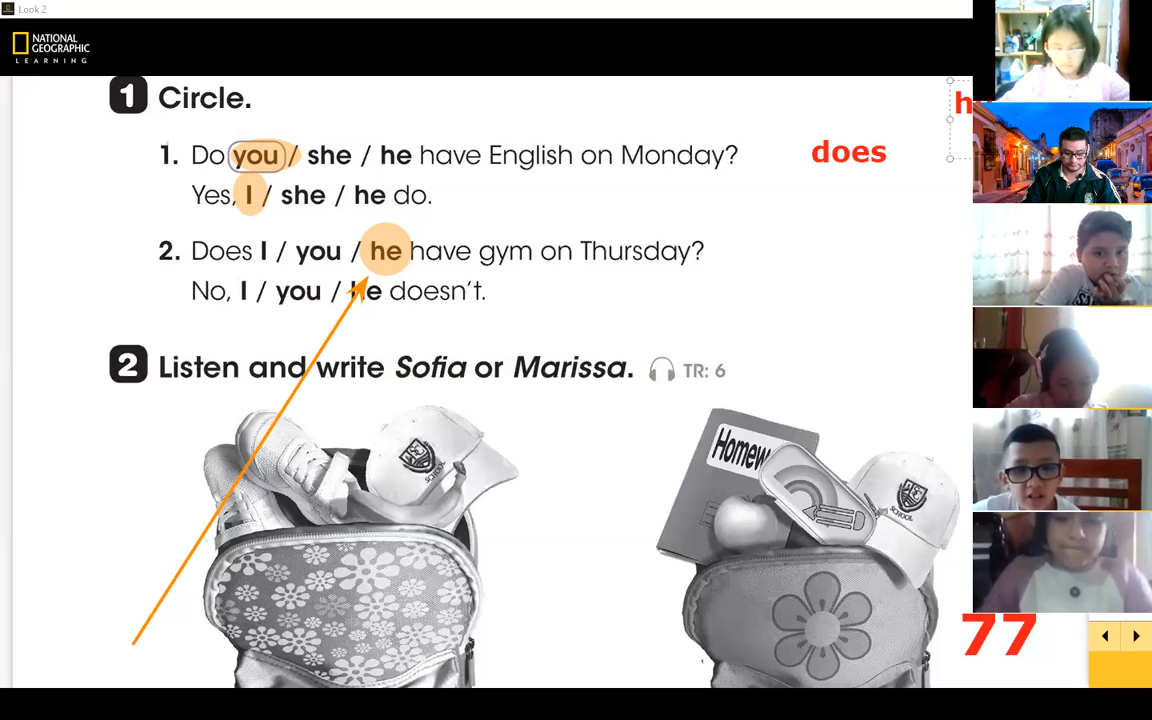 Look 2
NATIONAL
GEOGRAPHIC
LEARNING
1 Circle.
1. Do you / she / he have English on Monday?
does
Yes, I / she / he do.
2. Does I / you / he have gym on Thursday?
No, I / you / he doesn't.
2 Listen and write Sofia or Marissa. TR: 6
SCHOOL
Homew
SCHOOL
77